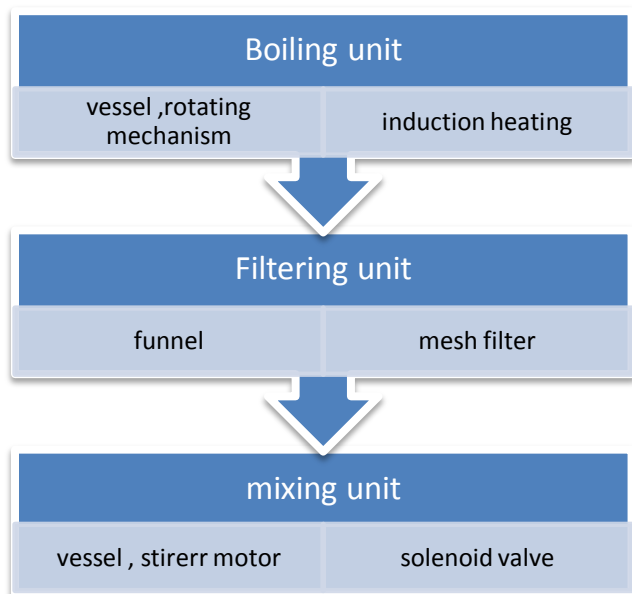 Boiling unit
vessel ,rotating
mechanism
induction heating
Filtering unit
funnel
mesh filter
mixing unit
vessel , stirerr motor
solenoid valve